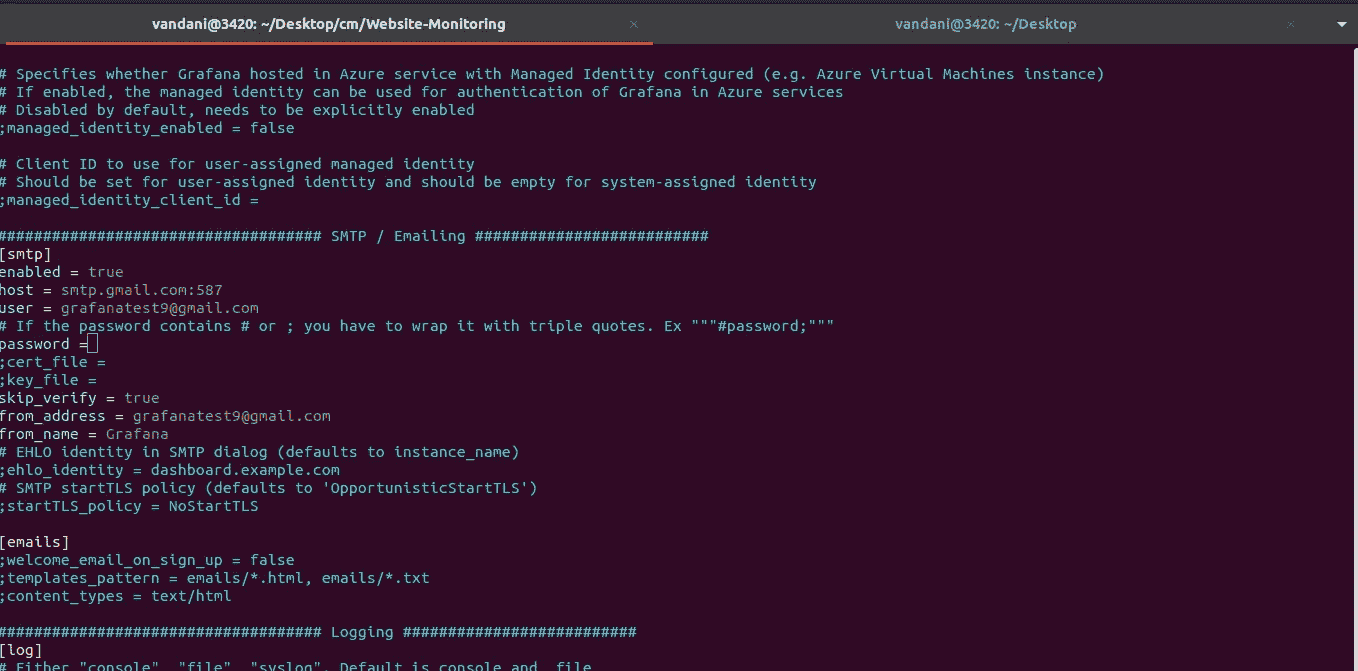 vandani@3420: ~/Desktop/cm/Website-Monitoring × vandani@3420: ~/Desktop ×
# Specifies whether Grafana hosted in Azure service with Managed Identity configured (e.g. Azure Virtual Machines instance)
# If enabled, the managed identity can be used for authentication of Grafana in Azure services
# Disabled by default, needs to be explicitly enabled
;managed_identity_enabled = false
# Client ID to use for user-assigned managed identity
# Should be set for user-assigned identity and should be empty for system-assigned identity
;managed_identity_client_id =
#################################### SMTP / Emailing ##########################
[smtp]
enabled = true
host = smtp.gmail.com:587
user = grafanatest9@gmail.com
# If the password contains # or ; you have to wrap it with triple quotes. Ex """#password;"""
password =
;cert_file =
;key_file =
skip_verify = true
from_address = grafanatest9@gmail.com
from_name = Grafana
# EHLO identity in SMTP dialog (defaults to instance_name)
;ehlo_identity = dashboard.example.com
# SMTP startTLS policy (defaults to 'OpportunisticStartTLS')
;startTLS_policy = NoStartTLS
[emails]
;welcome_email_on_sign_up = false
;templates_pattern = emails/*.html, emails/*.txt
;content_types = text/html
#################################### Logging ##########################
[log]
# Either "console", "file", "syslog". Default is console and  file